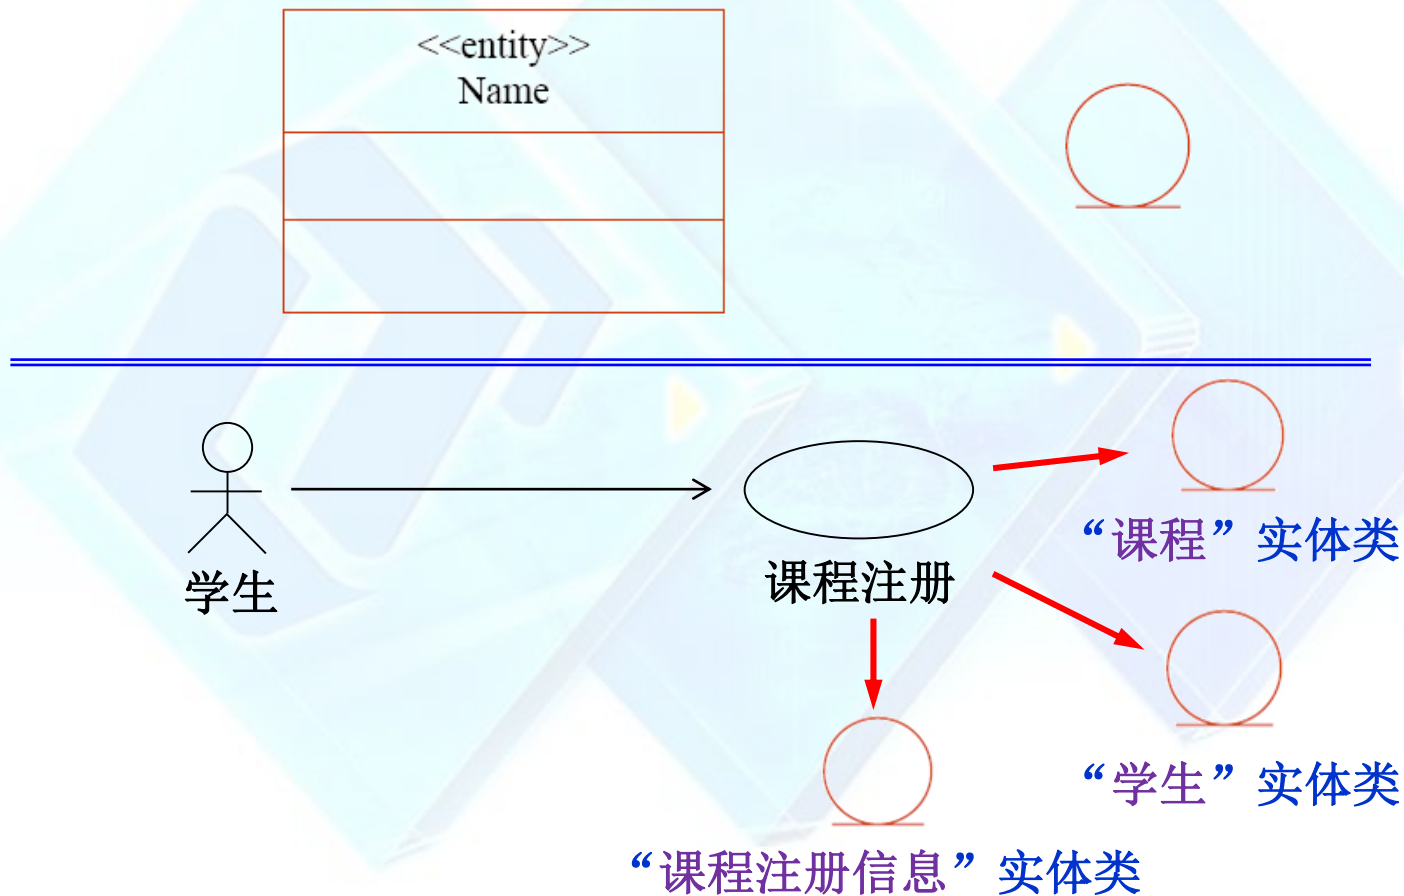 <<entity>>
Name
“课程”实体类
学生
课程注册
“学生”实体类
“课程注册信息”实体类